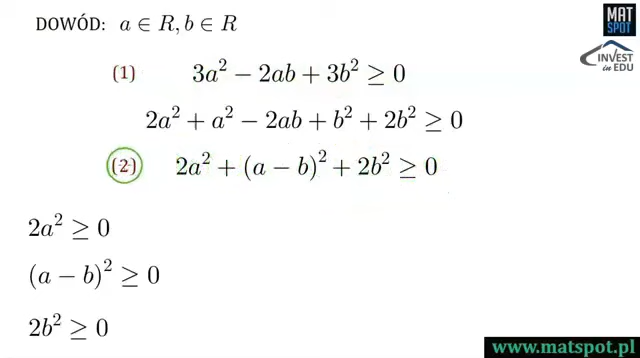 DOWÓD: a ∈ R, b ∈ R
MAT
SPOT
INVEST
in EDU
(1) 3a² − 2ab + 3b² ≥ 0
2a² + a² − 2ab + b² + 2b² ≥ 0
(2) 2a² + (a − b)² + 2b² ≥ 0
2a² ≥ 0
(a − b)² ≥ 0
2b² ≥ 0
www.matspot.pl